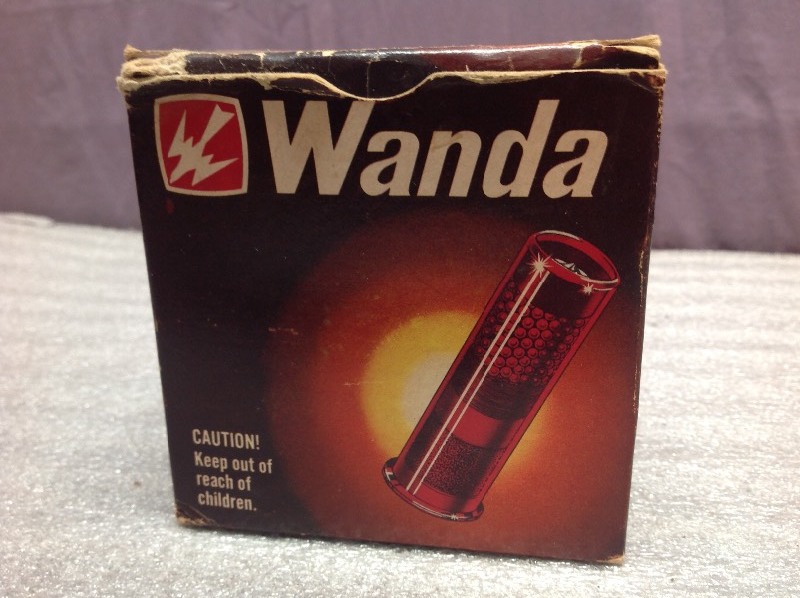 Wanda
CAUTION!
Keep out of
reach of
children.